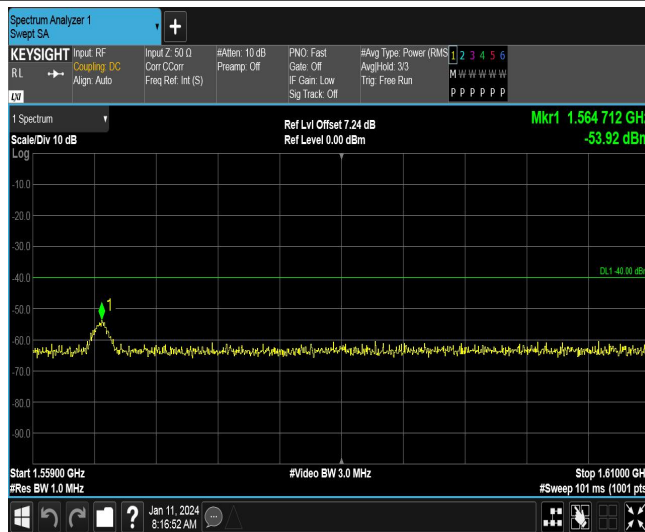 Spectrum Analyzer 1
Swept SA
+
KEYSIGHT
RL
LXI
Input: RF
Coupling: DC
Align: Auto
Input Z: 50 Ω
Corr CCorr
Freq Ref: Int (S)
#Atten: 10 dB
Preamp: Off
PNO: Fast
Gate: Off
IF Gain: Low
Sig Track: Off
#Avg Type: Power (RMS
Avg|Hold: 3/3
Trig: Free Run
1 2 3 4 5 6
M W W W W W
P P P P P P
1 Spectrum
Scale/Div 10 dB
Log
Ref Lvl Offset 7.24 dB
Ref Level 0.00 dBm
Mkr1 1.564 712 GHz
-53.92 dBm
-10.0
-20.0
-30.0
-40.0
DL1 -40.00 dBm
-50.0
1
-60.0
-70.0
-80.0
-90.0
Start 1.55900 GHz
#Res BW 1.0 MHz
#Video BW 3.0 MHz
Stop 1.61000 GHz
#Sweep 101 ms (1001 pts
?
Jan 11, 2024
8:16:52 AM